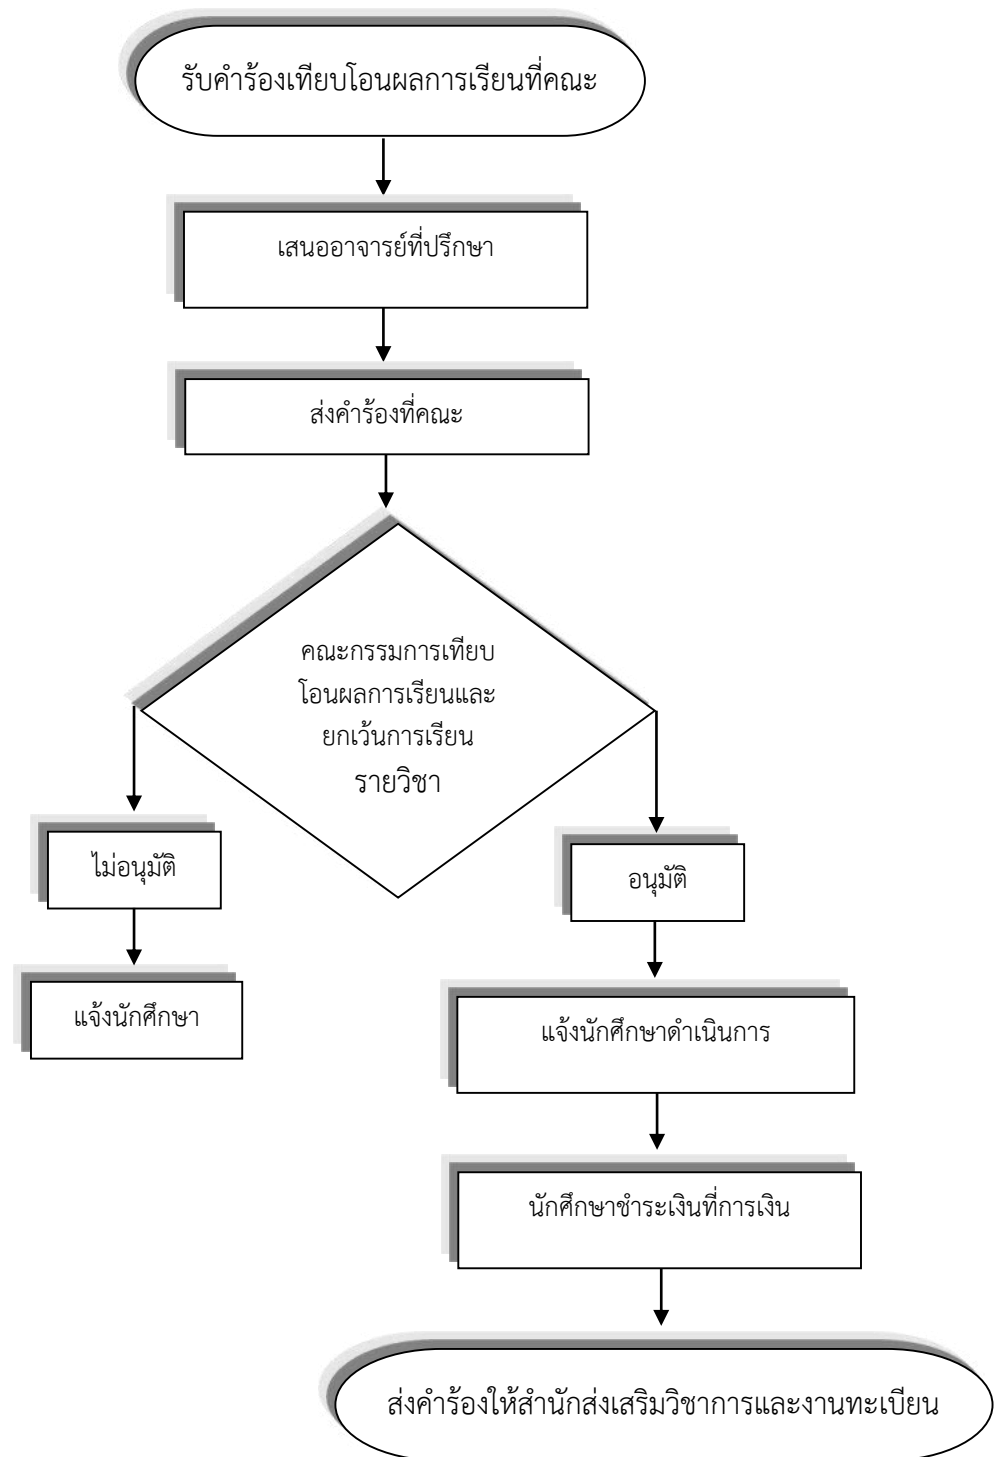 รับคำร้องเทียบโอนผลการเรียนที่คณะ
เสนออาจารย์ที่ปรึกษา
ส่งคำร้องที่คณะ
คณะกรรมการเทียบ
โอนผลการเรียนและ
ยกเว้นการเรียน
รายวิชา
ไม่อนุมัติ
อนุมัติ
แจ้งนักศึกษา
แจ้งนักศึกษาดำเนินการ
นักศึกษาชำระเงินที่การเงิน
ส่งคำร้องให้สำนักส่งเสริมวิชาการและงานทะเบียน